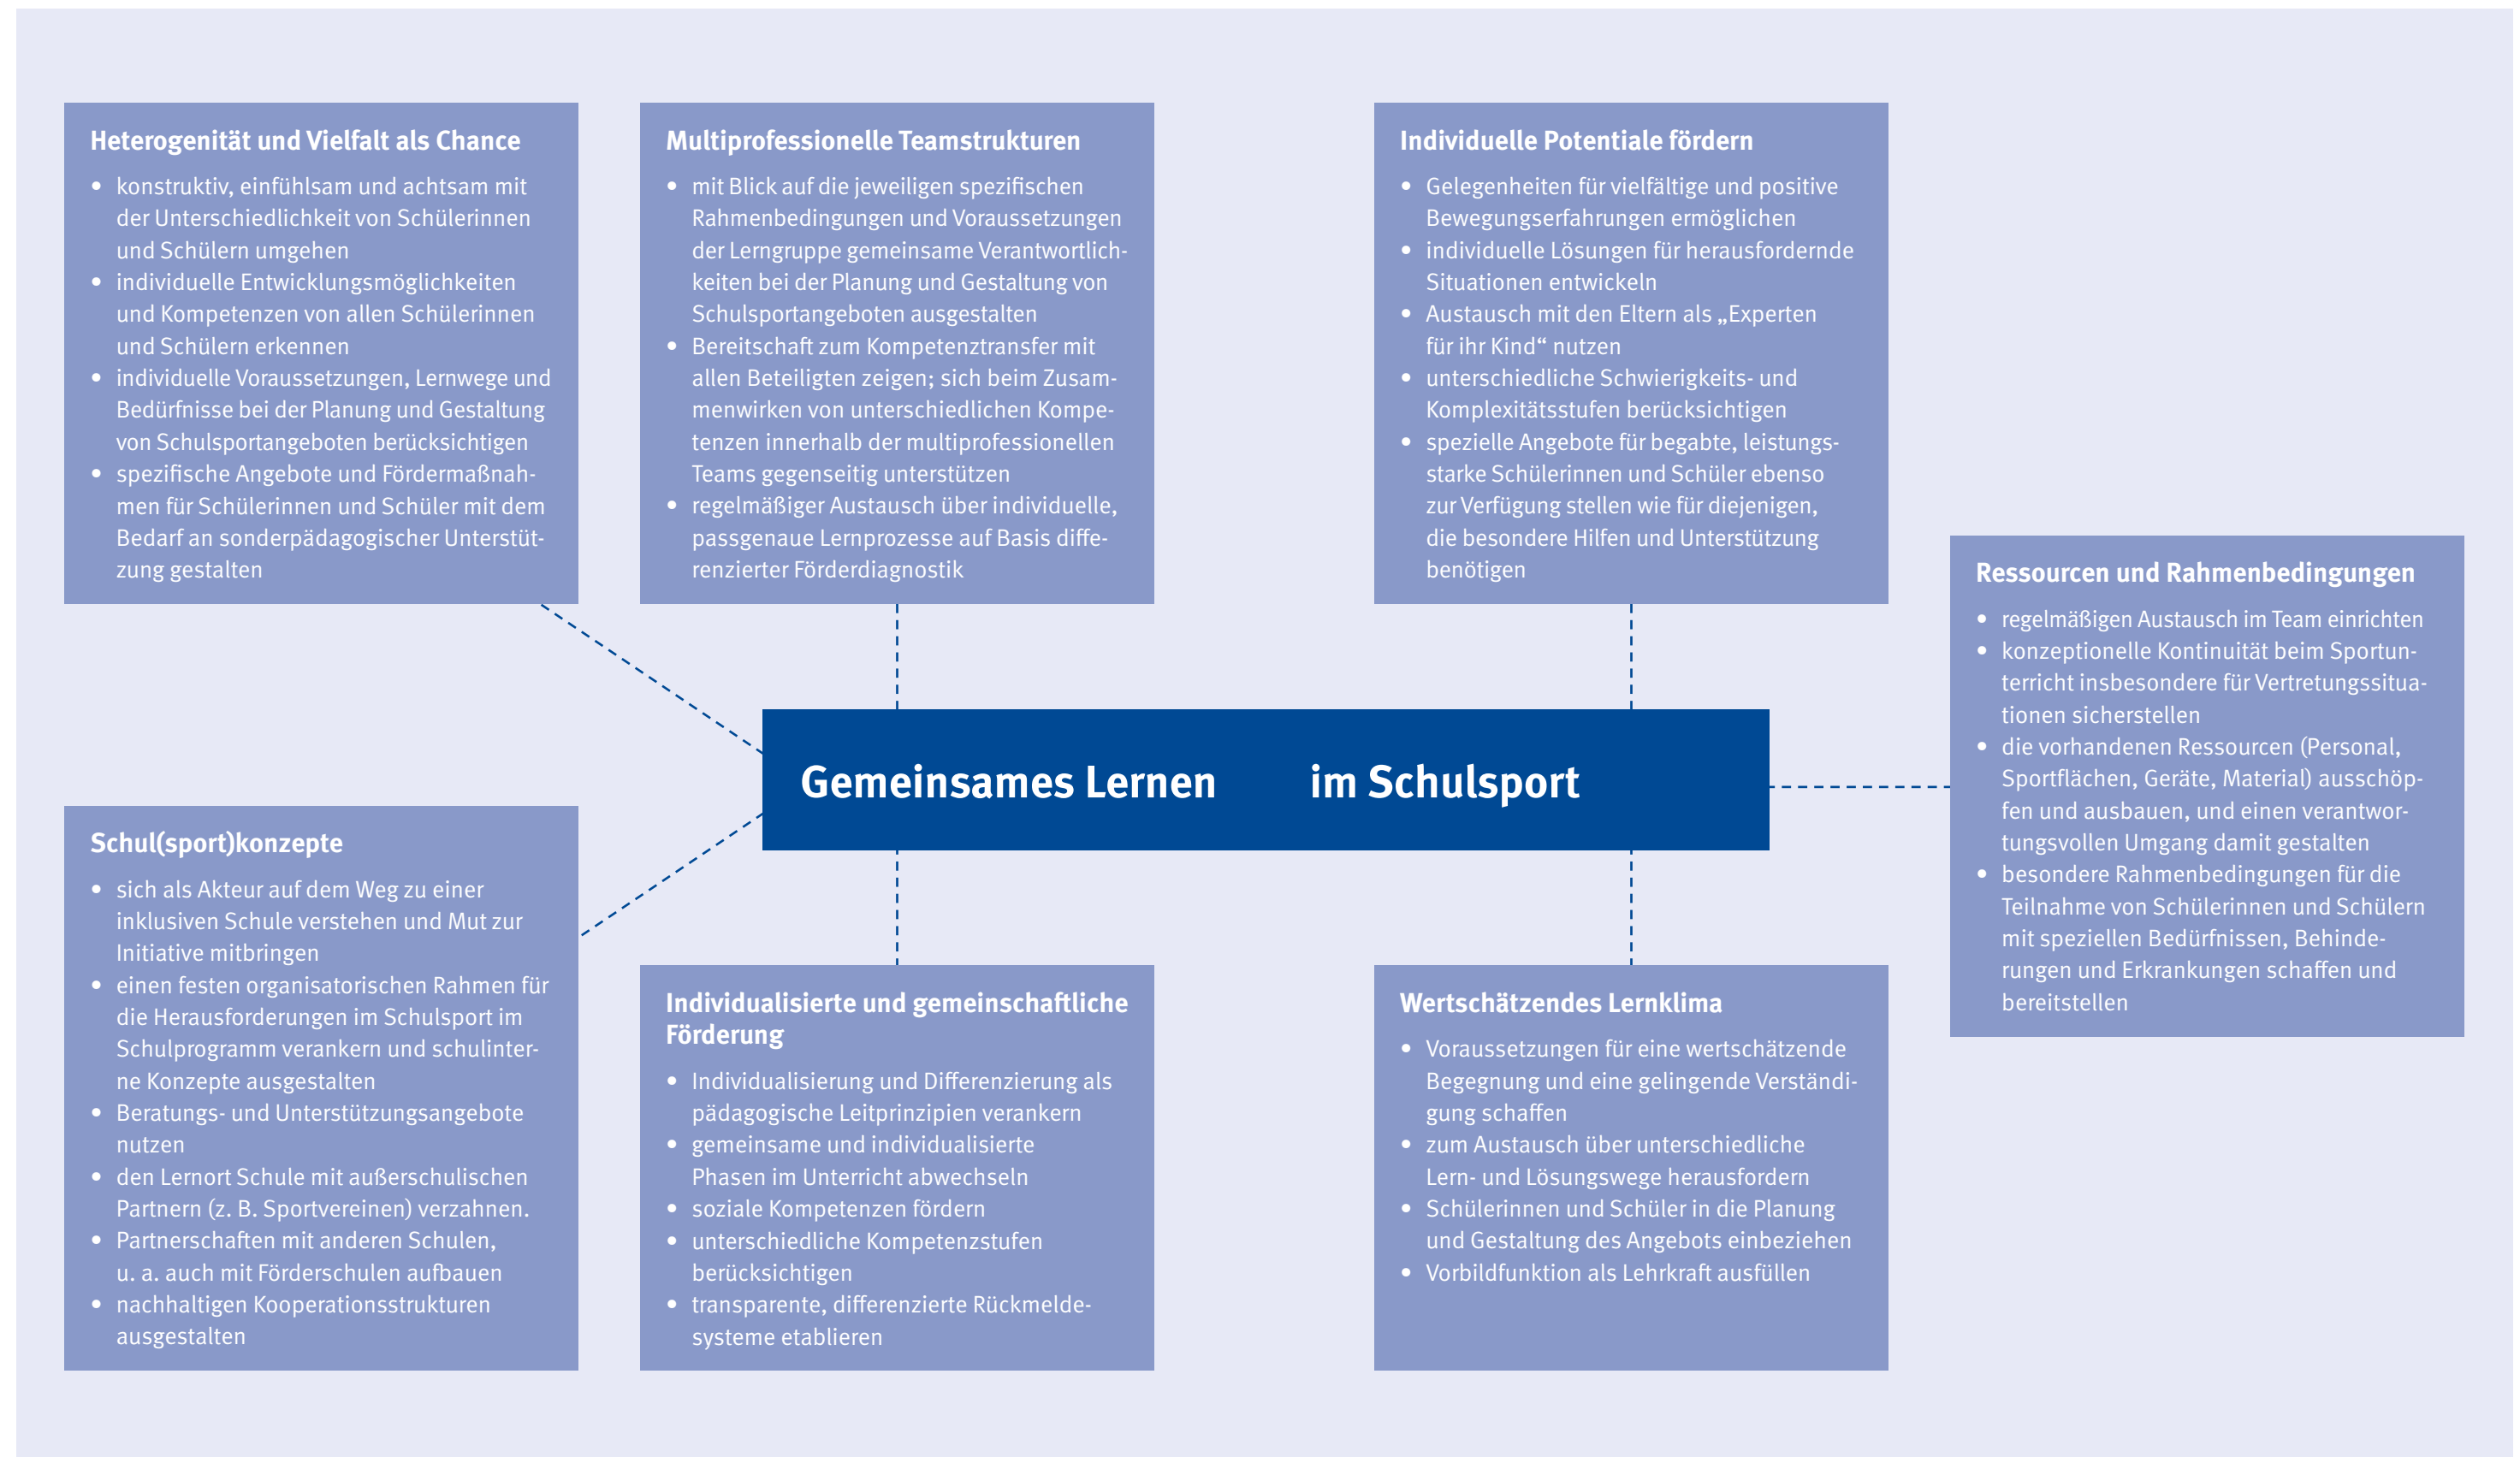 Heterogenität und Vielfalt als Chance
• konstruktiv, einfühlsam und achtsam mit
der Unterschiedlichkeit von Schülerinnen
und Schülern umgehen
• individuelle Entwicklungsmöglichkeiten
und Kompetenzen von allen Schülerinnen
und Schülern erkennen
• individuelle Voraussetzungen, Lernwege und
Bedürfnisse bei der Planung und Gestaltung
von Schulsportangeboten berücksichtigen
• spezifische Angebote und Fördermaßnah-
men für Schülerinnen und Schüler mit dem
Bedarf an sonderpädagogischer Unterstüt-
zung gestalten
Multiprofessionelle Teamstrukturen
• mit Blick auf die jeweiligen spezifischen
Rahmenbedingungen und Voraussetzungen
der Lerngruppe gemeinsame Verantwortlich-
keiten bei der Planung und Gestaltung von
Schulsportangeboten ausgestalten
• Bereitschaft zum Kompetenztransfer mit
allen Beteiligten zeigen; sich beim Zusam-
menwirken von unterschiedlichen Kompe-
tenzen innerhalb der multiprofessionellen
Teams gegenseitig unterstützen
• regelmäßiger Austausch über individuelle,
passgenaue Lernprozesse auf Basis diffe-
renzierter Förderdiagnostik
Individuelle Potentiale fördern
• Gelegenheiten für vielfältige und positive
Bewegungserfahrungen ermöglichen
• individuelle Lösungen für herausfordernde
Situationen entwickeln
• Austausch mit den Eltern als „Experten
für ihr Kind“ nutzen
• unterschiedliche Schwierigkeits- und
Komplexitätsstufen berücksichtigen
• spezielle Angebote für begabte, leistungs-
starke Schülerinnen und Schüler ebenso
zur Verfügung stellen wie für diejenigen,
die besondere Hilfen und Unterstützung
benötigen
Ressourcen und Rahmenbedingungen
• regelmäßigen Austausch im Team einrichten
• konzeptionelle Kontinuität beim Sportun-
terricht insbesondere für Vertretungssitua-
tionen sicherstellen
• die vorhandenen Ressourcen (Personal,
Sportflächen, Geräte, Material) ausschöp-
fen und ausbauen, und einen verantwor-
tungsvollen Umgang damit gestalten
• besondere Rahmenbedingungen für die
Teilnahme von Schülerinnen und Schülern
mit speziellen Bedürfnissen, Behinde-
rungen und Erkrankungen schaffen und
bereitstellen
Gemeinsames Lernen im Schulsport
Schul(sport)konzepte
• sich als Akteur auf dem Weg zu einer
inklusiven Schule verstehen und Mut zur
Initiative mitbringen
• einen festen organisatorischen Rahmen für
die Herausforderungen im Schulsport im
Schulprogramm verankern und schulinter-
ne Konzepte ausgestalten
• Beratungs- und Unterstützungsangebote
nutzen
• den Lernort Schule mit außerschulischen
Partnern (z. B. Sportvereinen) verzahnen.
• Partnerschaften mit anderen Schulen,
u. a. auch mit Förderschulen aufbauen
• nachhaltigen Kooperationsstrukturen
ausgestalten
Individualisierte und gemeinschaftliche
Förderung
• Individualisierung und Differenzierung als
pädagogische Leitprinzipien verankern
• gemeinsame und individualisierte
Phasen im Unterricht abwechseln
• soziale Kompetenzen fördern
• unterschiedliche Kompetenzstufen
berücksichtigen
• transparente, differenzierte Rückmelde-
systeme etablieren
Wertschätzendes Lernklima
• Voraussetzungen für eine wertschätzende
Begegnung und eine gelingende Verständi-
gung schaffen
• zum Austausch über unterschiedliche
Lern- und Lösungswege herausfordern
• Schülerinnen und Schüler in die Planung
und Gestaltung des Angebots einbeziehen
• Vorbildfunktion als Lehrkraft ausfüllen